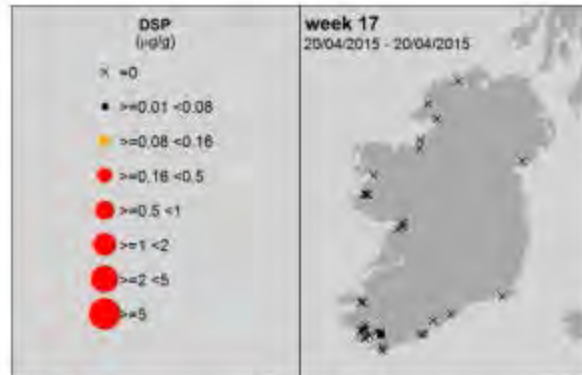 DSP
(µg/g)
=0
>=0.01 <0.08
>=0.08 <0.16
>=0.16 <0.5
>=0.5 <1
>=1 <2
>=2 <5
>=5
week 17
20/04/2015 - 20/04/2015